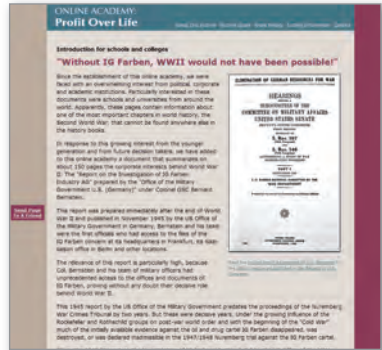 ONLINE ACADEMY:
Profit Over Life
Introduction for schools and colleges
"Without IG Farben, WWII would not have been possible!"
Since the establishment of this online academy, we were
faced with an overwhelming interest from political, corporate
and academic institutions. Particularly interested in these
documents were schools and universities from around the
world. Apparently, these pages contain information about
one of the most important chapters in world history, the
Second World War, that cannot be found anywhere else in
the history books.
In response to this growing interest from the younger
generation and from future decision takers, we have added
to this online academy a document that summarizes on
about 150 pages the corporate interests behind World War
II: The "Report on the Investigation of IG Farben
Industry AG" prepared by the "Office of the Military
Government U.S. (Germany)" under Colonel GSC Bernard
Bernstein.
This report was prepared immediately after the end of World
War II and published in November 1945 by the US Office of
the Military Government in Germany. Bernstein and his team
were the first officials who had access to the files of the
IG Farben concern at its headquarters in Frankfurt, its liai-
sion office in Berlin and other locations.
The relevance of this report is particularly high, because
Col. Bernstein and his team of military officers had
unprecedented access to the offices and documents of
IG Farben, proving without any doubt their decisive role
behind World War II.
This 1945 report by the US Office of the Military Government predates the proceedings of the Nuremberg
War Crimes Tribunal by two years. But these were decisive years, under the growing influence of the
Rockefeller and Rothschild groups on post-war world order and with the beginning of the "Cold War"
much of the initially available evidence against the oil and drug cartel IG Farben disappeared, was
destroyed, or was declared inadmissible in the 1947/1948 Nuremberg trial against the IG Farben cartel.
Send Page
To A Friend
ELIMINATION OF GERMAN RESOURCES FOR WAR
HEARINGS
SUBCOMMITTEE OF THE
COMMITTEE ON MILITARY AFFAIRS
UNITED STATES SENATE
PART